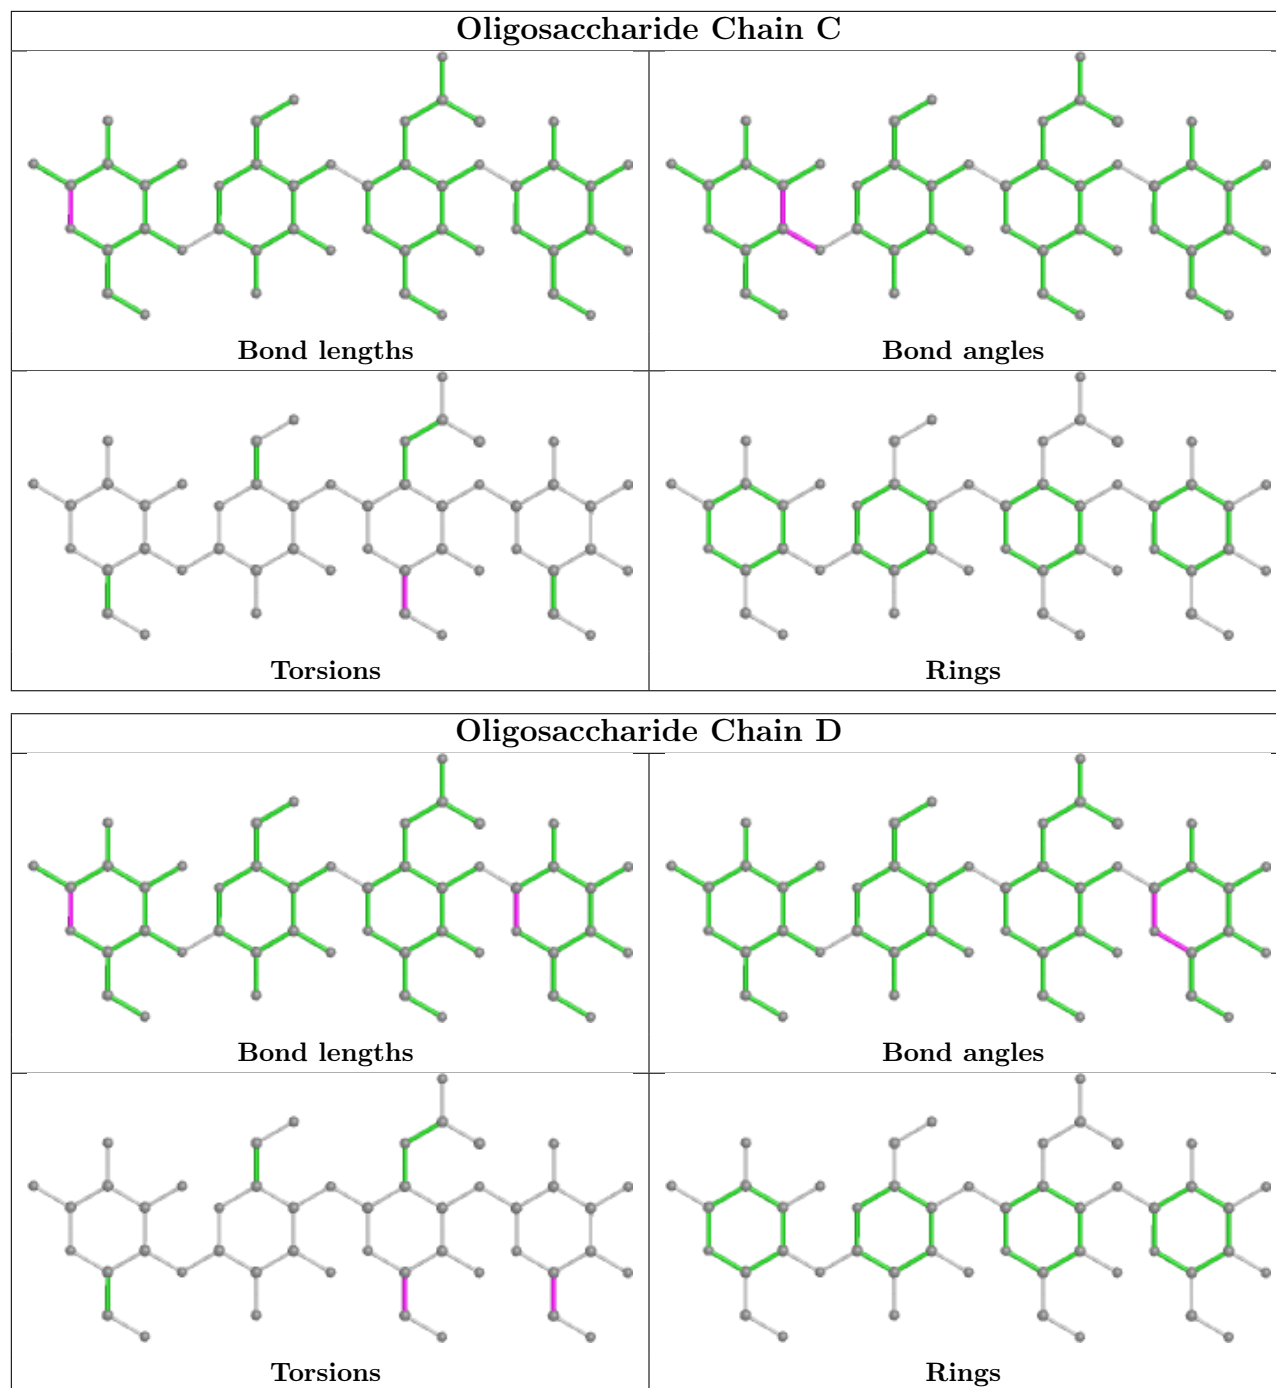 Oligosaccharide Chain C
Bond lengths
Bond angles
Torsions
Rings
Oligosaccharide Chain D
Bond lengths
Bond angles
Torsions
Rings